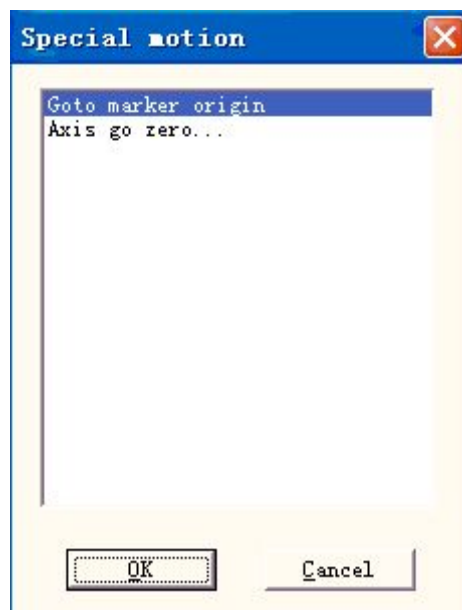 Special motion
Goto marker origin
Axis go zero...
OK
Cancel